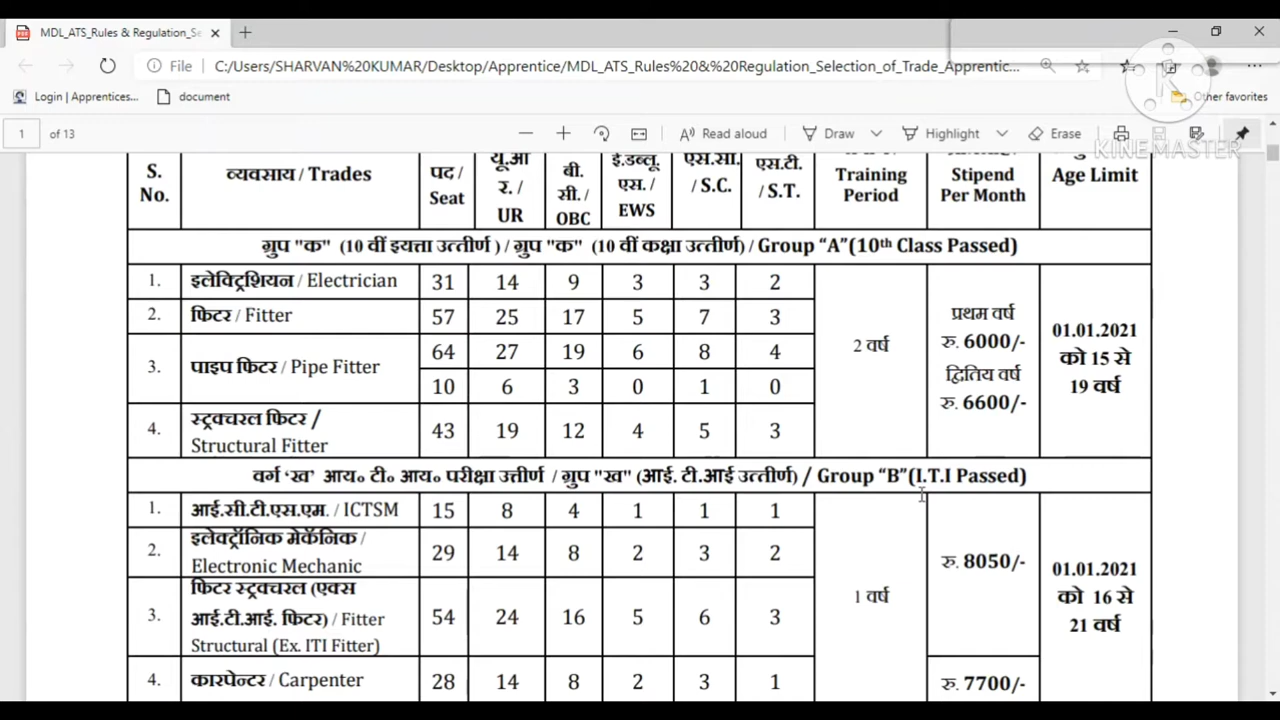 MDL_ATS_Rules & Regulation_Se
File C:/Users/SHARVAN%20KUMAR/Desktop/Apprentice/MDL_ATS_Rules%20&%20Regulation_Selection_of_Trade_Apprentic...
Login | Apprentices... document Other favorites
1 of 13 Read aloud Draw Highlight Erase
KINEMASTER
S. No. व्यवसाय / Trades पद / Seat यू.आर. / UR बी. सी./ OBC ई.डब्लू. एस. / EWS एस.सी. / S.C. एस.टी. / S.T. Training Period Stipend Per Month Age Limit
ग्रुप "क" (10 वीं इयत्ता उत्तीर्ण ) / ग्रुप "क" (10 वीं कक्षा उत्तीर्ण) / Group “A”(10th Class Passed)
1. इलेक्ट्रिशियन / Electrician 31 14 9 3 3 2
2. फिटर / Fitter 57 25 17 5 7 3
3. पाइप फिटर / Pipe Fitter 64 27 19 6 8 4
10 6 3 0 1 0
4. स्ट्रक्चरल फिटर /
Structural Fitter 43 19 12 4 5 3
2 वर्ष
प्रथम वर्ष
रु. 6000/-
द्वितिय वर्ष
रु. 6600/-
01.01.2021
को 15 से
19 वर्ष
वर्ग ‘ख’ आय० टी० आय० परीक्षा उत्तीर्ण / ग्रुप "ख" (आई. टी.आई उत्तीर्ण) / Group “B”(I.T.I Passed)
1. आई.सी.टी.एस.एम. / ICTSM 15 8 4 1 1 1
2. इलेक्ट्रॉनिक मेकॅनिक /
Electronic Mechanic 29 14 8 2 3 2
3. फिटर स्ट्रक्चरल (एक्स
आई.टी.आई. फिटर) / Fitter
Structural (Ex. ITI Fitter) 54 24 16 5 6 3
4. कारपेन्टर / Carpenter 28 14 8 2 3 1
1 वर्ष
रु. 8050/-
रु. 7700/-
01.01.2021
को 16 से
21 वर्ष